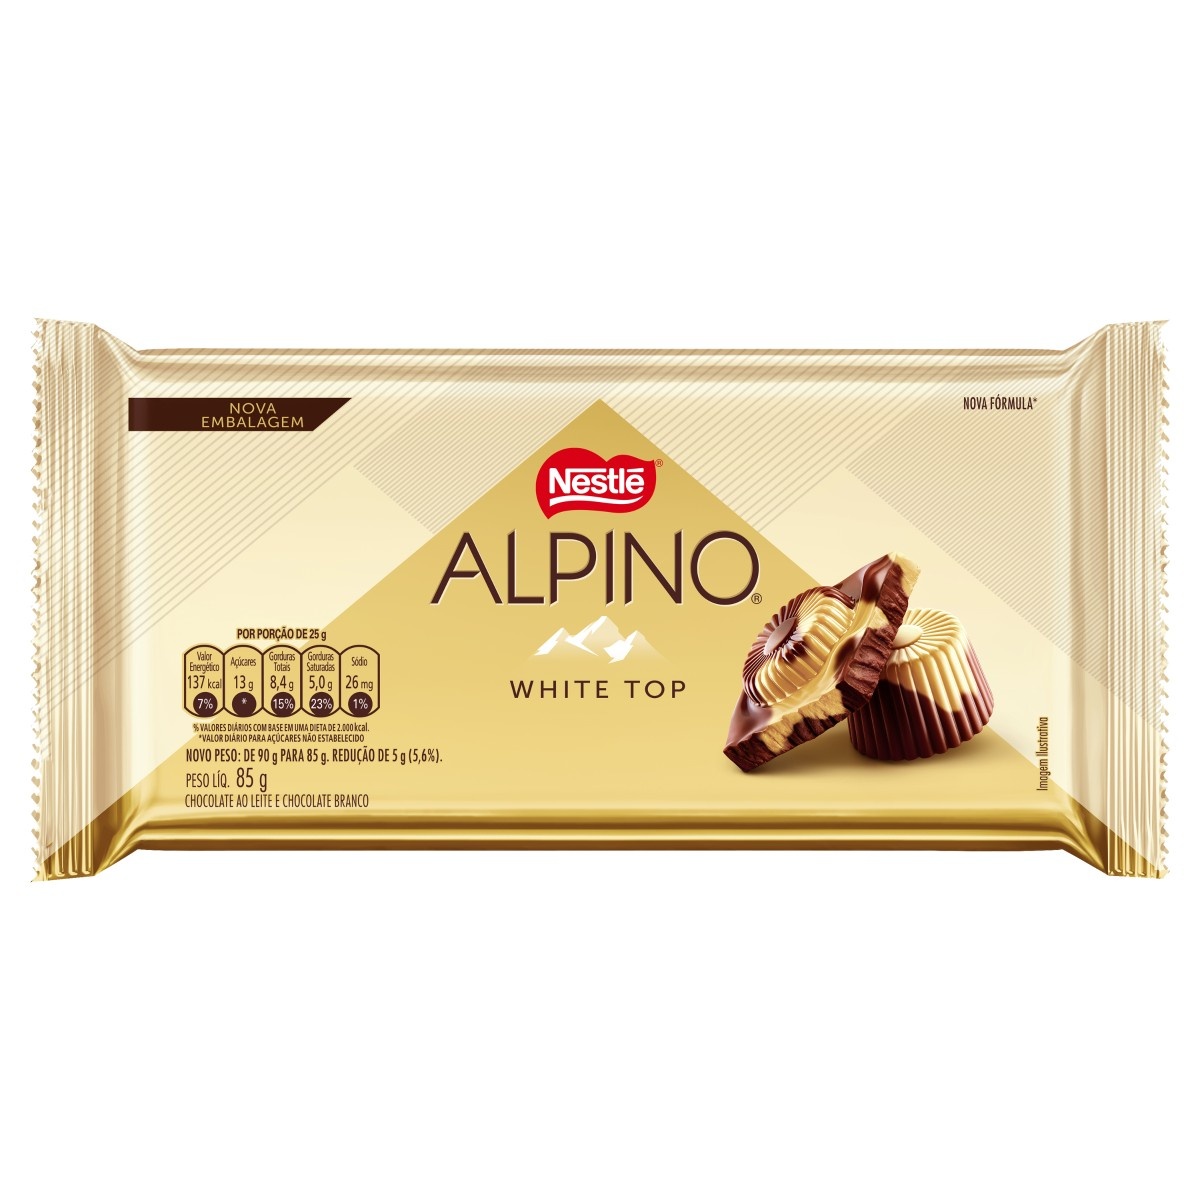 NOVA
EMBALAGEM
NOVA FÓRMULA*
Nestlé®
ALPINO®
WHITE TOP
POR PORÇÃO DE 25 g
Valor Energético 137 kcal 7%
Açúcares 13 g *
Gorduras Totais 8,4 g 15%
Gorduras Saturadas 5,0 g 23%
Sódio 26 mg 1%
% VALORES DIÁRIOS COM BASE EM UMA DIETA DE 2.000 kcal.
*VALOR DIÁRIO PARA AÇÚCARES NÃO ESTABELECIDO
NOVO PESO: DE 90 g PARA 85 g. REDUÇÃO DE 5 g (5,6%).
PESO LÍQ. 85 g
CHOCOLATE AO LEITE E CHOCOLATE BRANCO
Imagem Ilustrativa